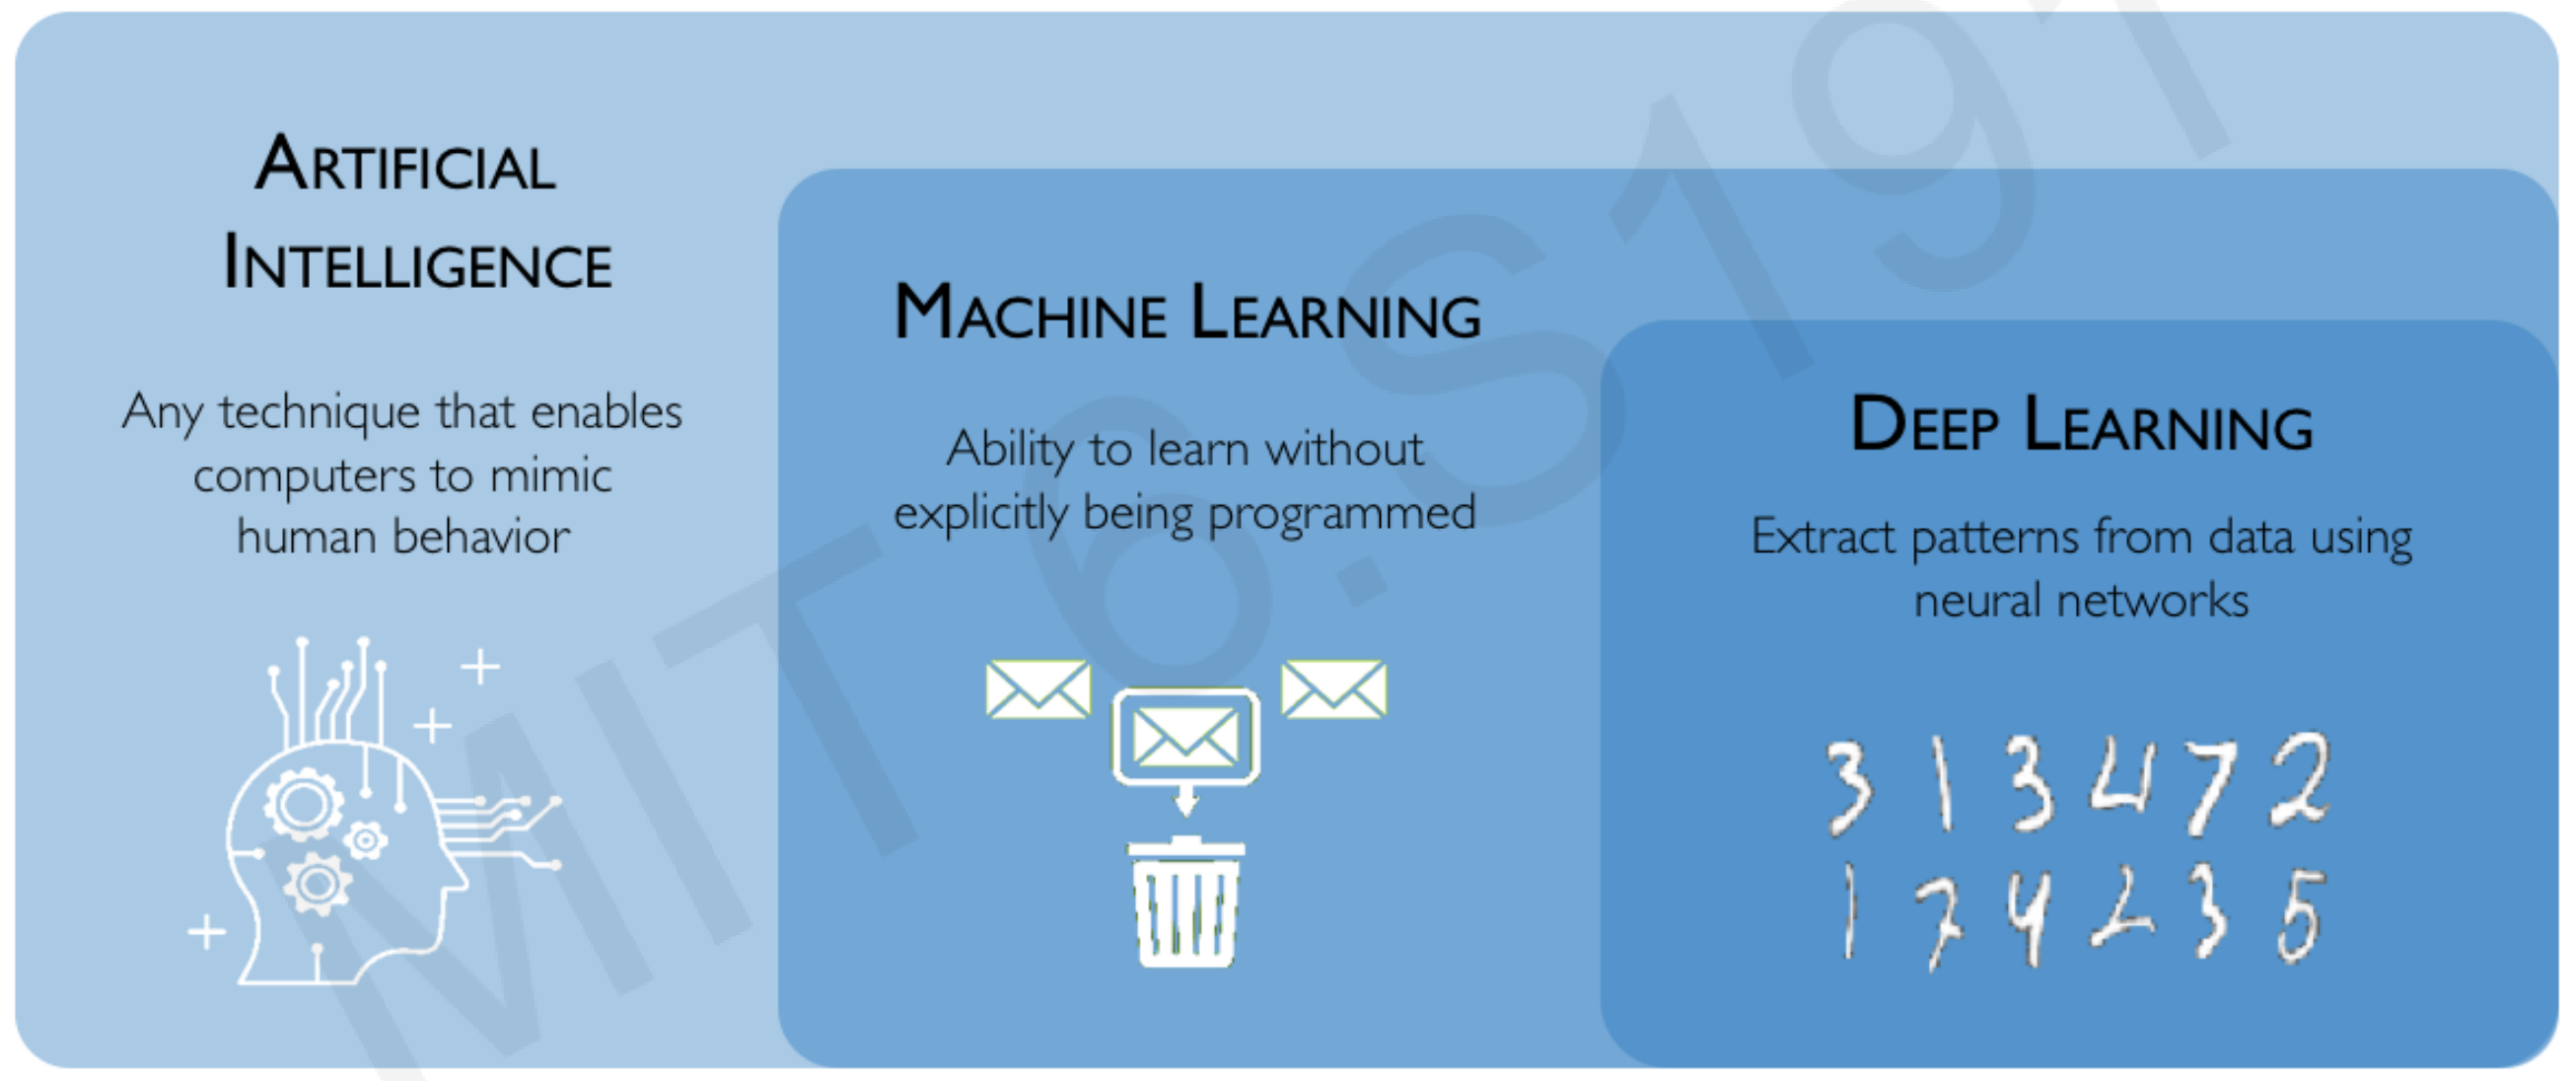 ARTIFICIAL
INTELLIGENCE
Any technique that enables
computers to mimic
human behavior
MACHINE LEARNING
Ability to learn without
explicitly being programmed
DEEP LEARNING
Extract patterns from data using
neural networks
3 1 3 4 7 2
1 7 4 2 3 5
MIT 6.S191